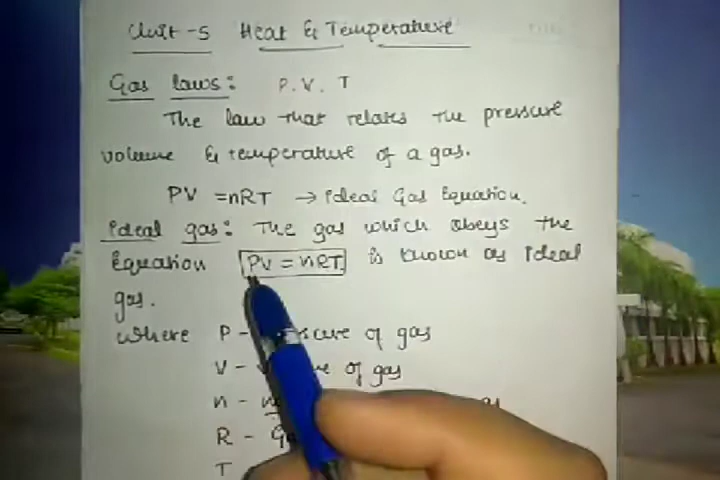 Unit -5 Heat & Temperature
Gas laws: P.V. T
The law that relates the pressure
volume & temperature of a gas.
PV = nRT → Ideal Gas Equation.
Ideal gas: The gas which obeys the
Equation PV = nRT is known as Ideal
gas.
where P - of gas
V - of gas
n -
R -
T